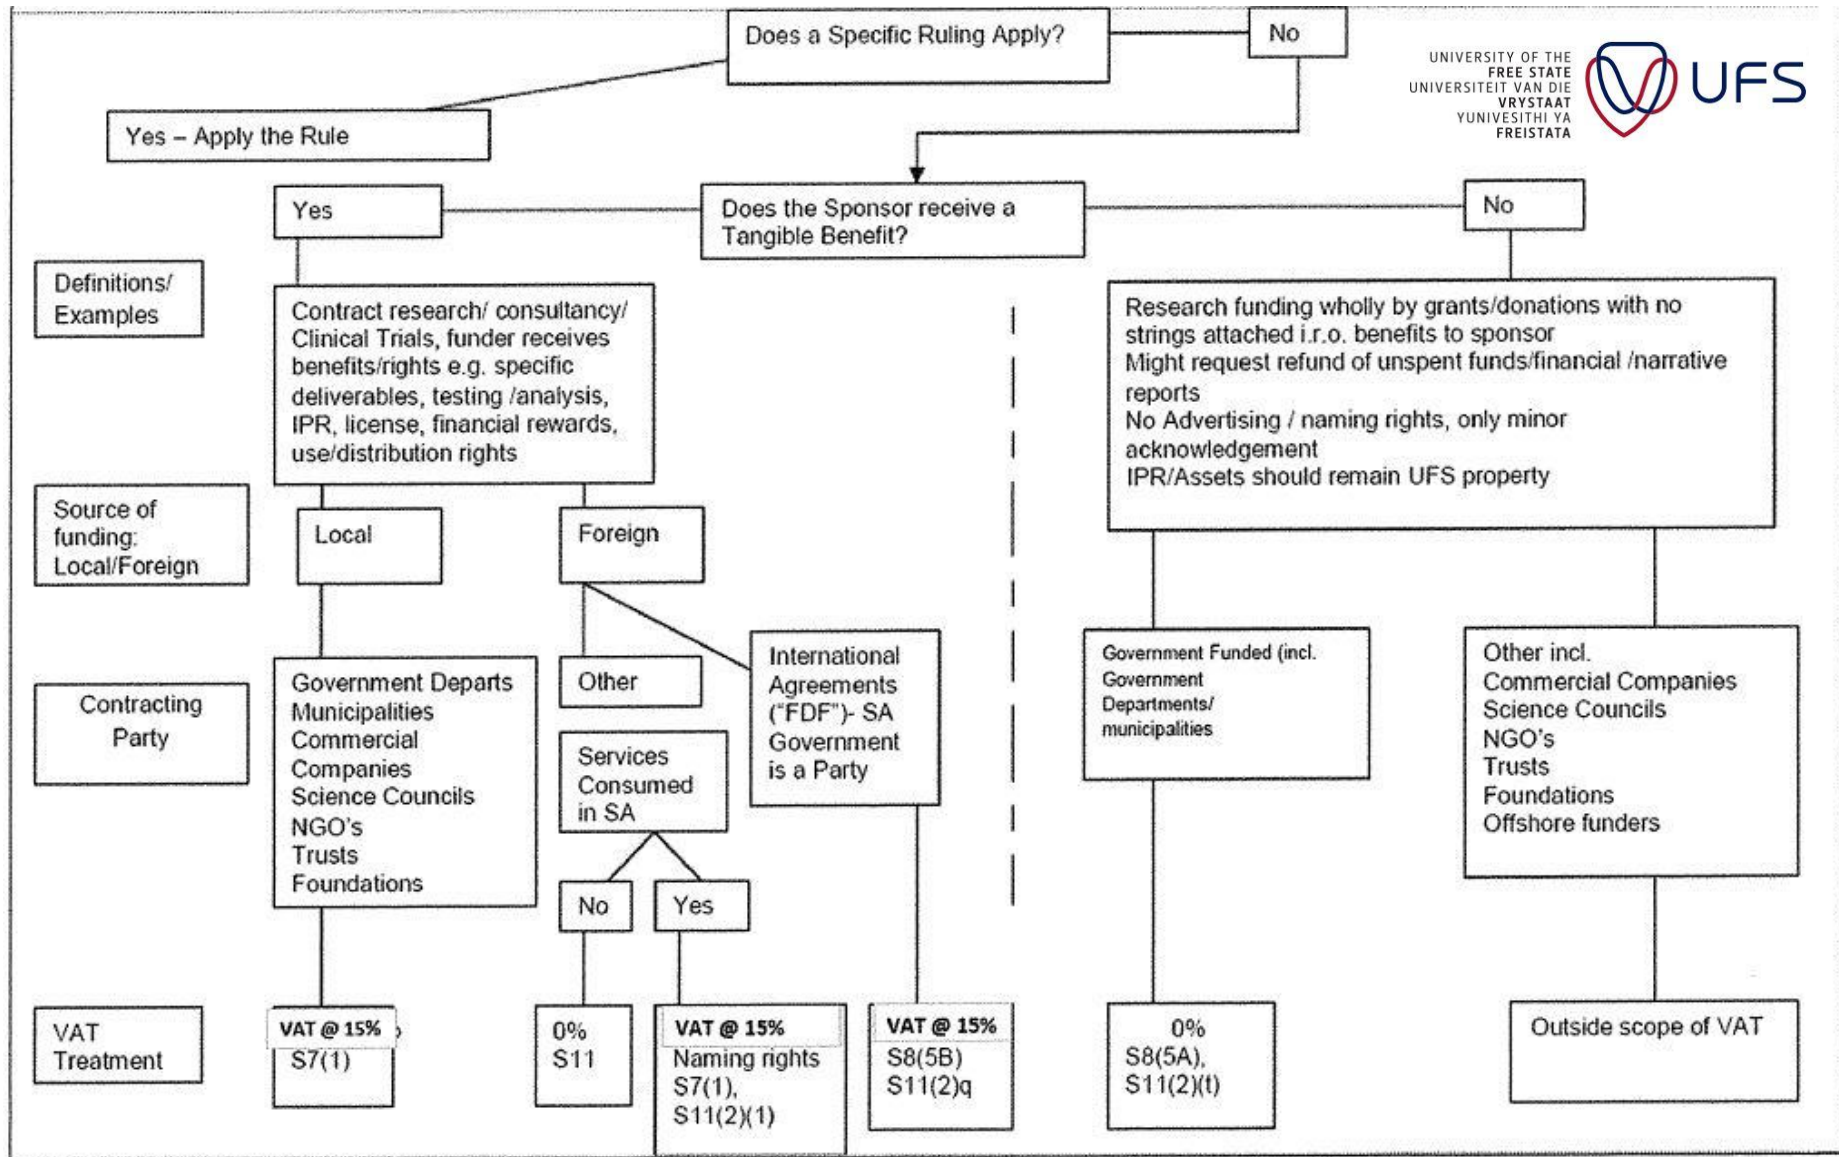 Does a Specific Ruling Apply?
No
UNIVERSITY OF THE
FREE STATE
UNIVERSITEIT VAN DIE
VRYSTAAT
YUNIVESITHI YA
FREISTATA
UFS
Yes – Apply the Rule
Yes
Does the Sponsor receive a
Tangible Benefit?
No
Definitions/
Examples
Contract research/ consultancy/
Clinical Trials, funder receives
benefits/rights e.g. specific
deliverables, testing /analysis,
IPR, license, financial rewards,
use/distribution rights
Research funding wholly by grants/donations with no
strings attached i.r.o. benefits to sponsor
Might request refund of unspent funds/financial /narrative
reports
No Advertising / naming rights, only minor
acknowledgement
IPR/Assets should remain UFS property
Source of
funding:
Local/Foreign
Local
Foreign
Contracting
Party
Government Departs
Municipalities
Commercial
Companies
Science Councils
NGO's
Trusts
Foundations
Other
Services
Consumed
in SA
No
Yes
International
Agreements
("FDF")- SA
Government
is a Party
Government Funded (incl.
Government
Departments/
municipalities
Other incl.
Commercial Companies
Science Councils
NGO's
Trusts
Foundations
Offshore funders
VAT
Treatment
VAT @ 15%
S7(1)
0%
S11
VAT @ 15%
Naming rights
S7(1),
S11(2)(1)
VAT @ 15%
S8(5B)
S11(2)q
0%
S8(5A),
S11(2)(t)
Outside scope of VAT